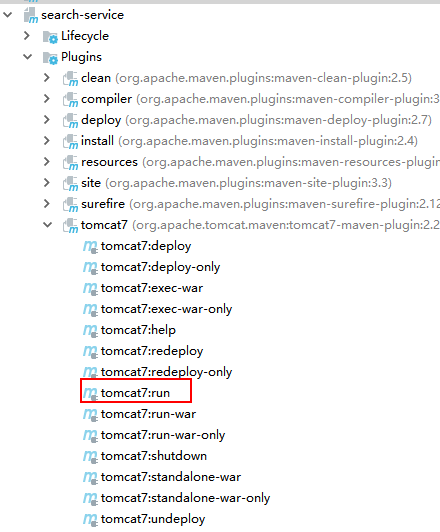 search-service
Lifecycle
Plugins
clean (org.apache.maven.plugins:maven-clean-plugin:2.5)
compiler (org.apache.maven.plugins:maven-compiler-plugin:3
deploy (org.apache.maven.plugins:maven-deploy-plugin:2.7)
install (org.apache.maven.plugins:maven-install-plugin:2.4)
resources (org.apache.maven.plugins:maven-resources-plugin
site (org.apache.maven.plugins:maven-site-plugin:3.3)
surefire (org.apache.maven.plugins:maven-surefire-plugin:2.12
tomcat7 (org.apache.tomcat.maven:tomcat7-maven-plugin:2.2
tomcat7:deploy
tomcat7:deploy-only
tomcat7:exec-war
tomcat7:exec-war-only
tomcat7:help
tomcat7:redeploy
tomcat7:redeploy-only
tomcat7:run
tomcat7:run-war
tomcat7:run-war-only
tomcat7:shutdown
tomcat7:standalone-war
tomcat7:standalone-war-only
tomcat7:undeploy